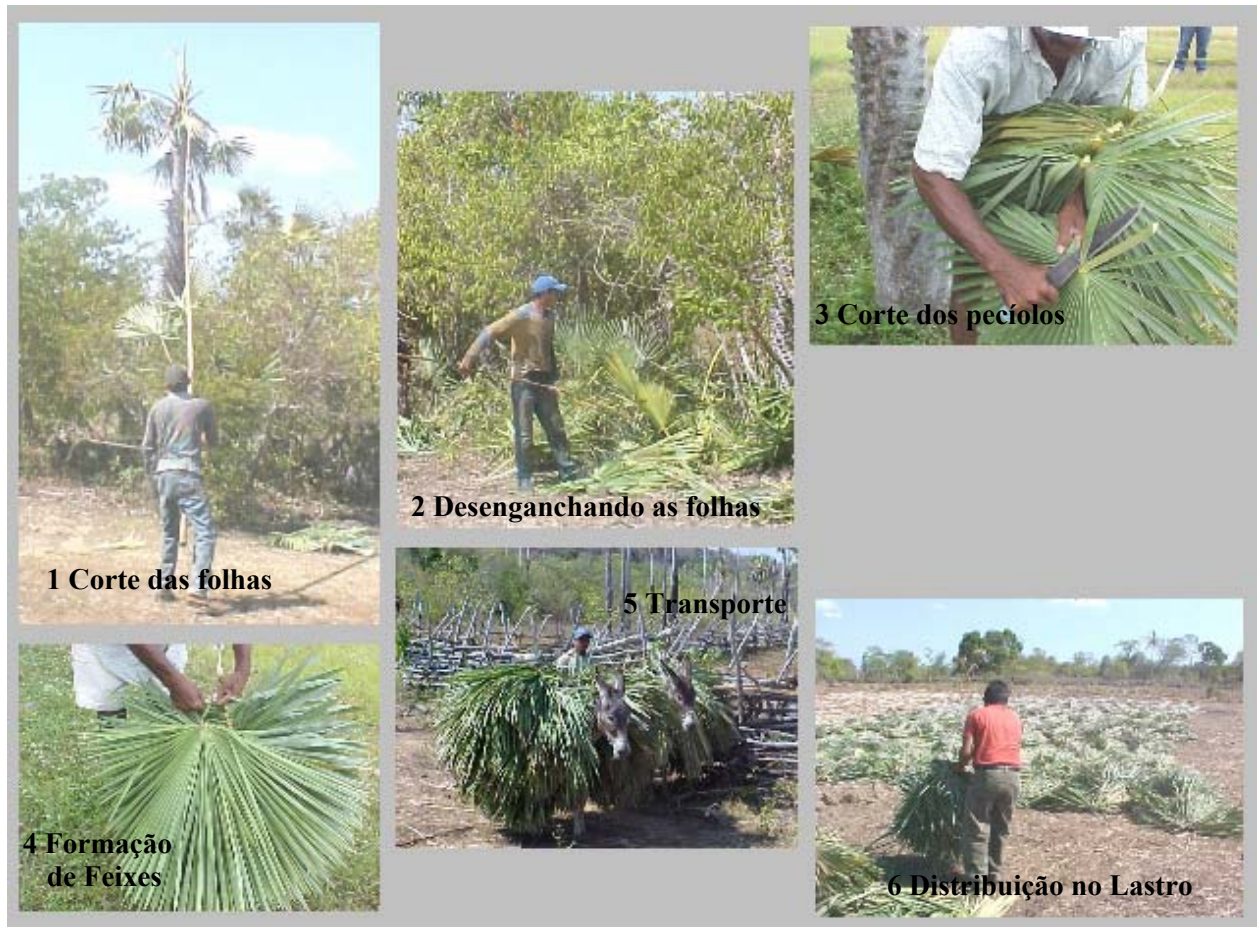 1 Corte das folhas
2 Desenganchando as folhas
3 Corte dos pecíolos
4 Formação
de Feixes
5 Transporte
6 Distribuição no Lastro